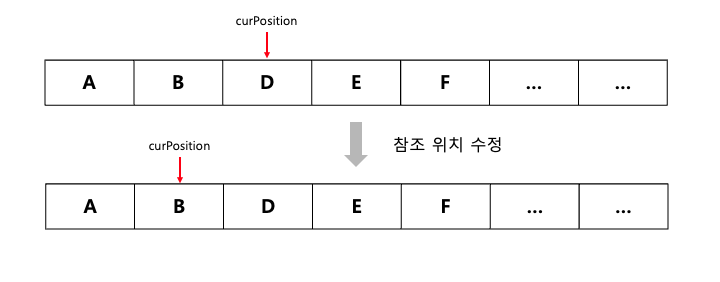 curPosition
A B D E F ... ...
참조 위치 수정
curPosition
A B D E F ... ...